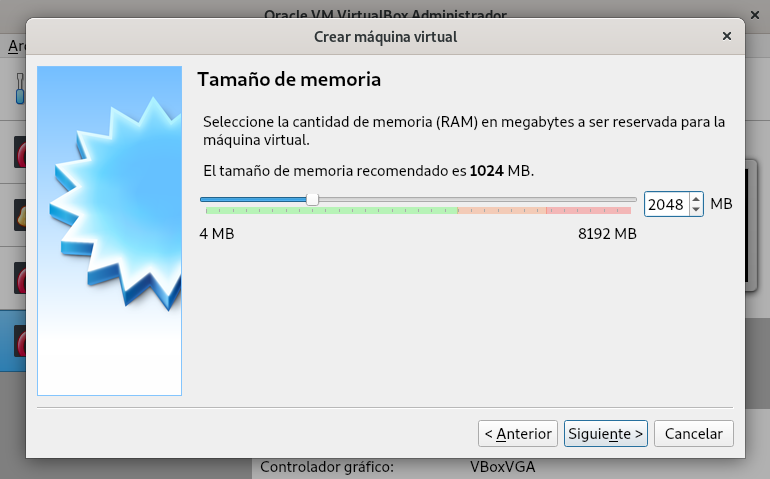 Oracle VM VirtualBox Administrador
Crear máquina virtual
Tamaño de memoria
Seleccione la cantidad de memoria (RAM) en megabytes a ser reservada para la
máquina virtual.
El tamaño de memoria recomendado es 1024 MB.
2048 MB
4 MB 8192 MB
< Anterior Siguiente > Cancelar
Controlador gráfico: VBoxVGA